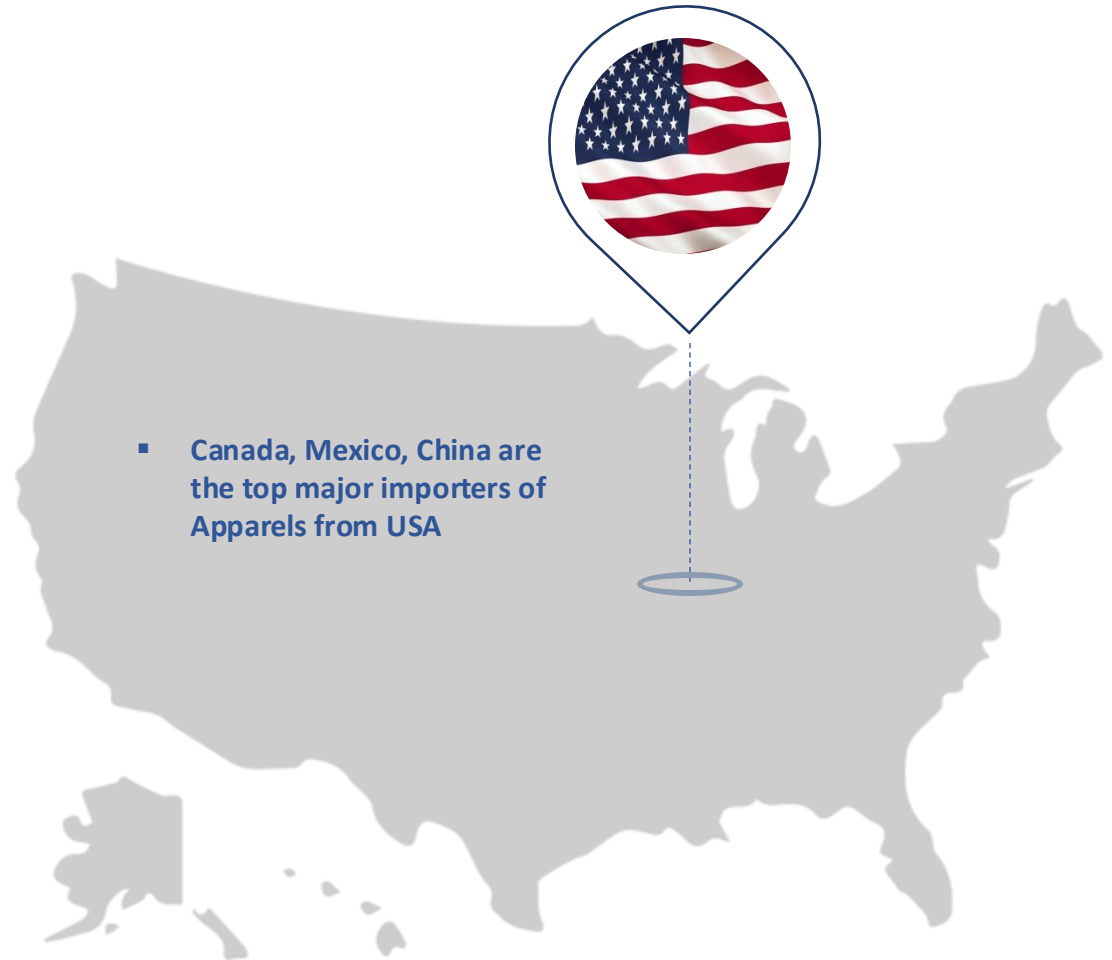 ▪ Canada, Mexico, China are
the top major importers of
Apparels from USA